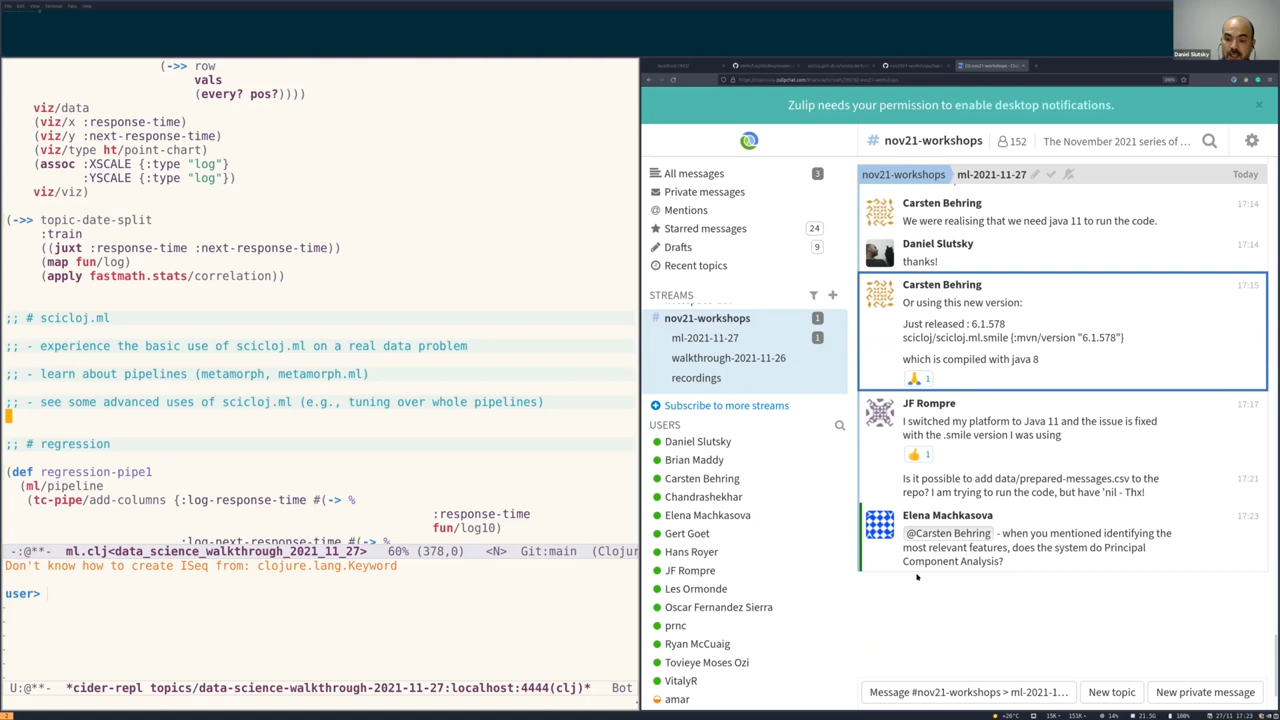 File Edit View Terminal Tabs Help
Daniel Slutsky
(->> row
vals
(every? pos?))))
viz/data
(viz/x :response-time)
(viz/y :next-response-time)
(viz/type ht/point-chart)
(assoc :XSCALE {:type "log"}
:YSCALE {:type "log"})
viz/viz)
(->> topic-date-split
:train
((juxt :response-time :next-response-time))
(map fun/log)
(apply fastmath.stats/correlation))
;; # scicloj.ml
;; - experience the basic use of scicloj.ml on a real data problem
;; - learn about pipelines (metamorph, metamorph.ml)
;; - see some advanced uses of scicloj.ml (e.g., tuning over whole pipelines)
;; # regression
(def regression-pipe1
(ml/pipeline
(tc-pipe/add-columns {:log-response-time #(-> %
:response-time
fun/log10)
:log-next-response-time #(-> %
-:@**- ml.clj<data_science_walkthrough_2021_11_27> 60% (378,0) <N> Git:main (Clojur
Don't know how to create ISeq from: clojure.lang.Keyword
user>
U:@**- *cider-repl topics/data-science-walkthrough-2021-11-27:localhost:4444(clj)* Bot
Zulip needs your permission to enable desktop notifications.
×
# nov21-workshops 152 The November 2021 series of ...
All messages 3
Private messages
Mentions
Starred messages 24
Drafts 9
Recent topics
STREAMS
# nov21-workshops 1
ml-2021-11-27 1
walkthrough-2021-11-26
recordings
Subscribe to more streams
USERS
Daniel Slutsky
Brian Maddy
Carsten Behring
Chandrashekhar
Elena Machkasova
Gert Goet
Hans Royer
JF Rompre
Les Ormonde
Oscar Fernandez Sierra
prnc
Ryan McCuaig
Tovieye Moses Ozi
VitalyR
amar
nov21-workshops ml-2021-11-27 Today
Carsten Behring 17:14
We were realising that we need java 11 to run the code.
Daniel Slutsky 17:14
thanks!
Carsten Behring 17:15
Or using this new version:
Just released : 6.1.578
scicloj/scicloj.ml.smile {:mvn/version "6.1.578"}
which is compiled with java 8
🙏 1
JF Rompre 17:17
I switched my platform to Java 11 and the issue is fixed
with the .smile version I was using
👍 1
Is it possible to add data/prepared-messages.csv to the 17:21
repo? I am trying to run the code, but have 'nil - Thx!
Elena Machkasova 17:23
@Carsten Behring - when you mentioned identifying the
most relevant features, does the system do Principal
Component Analysis?
Message #nov21-workshops > ml-2021-1... New topic New private message
27/11 17:23